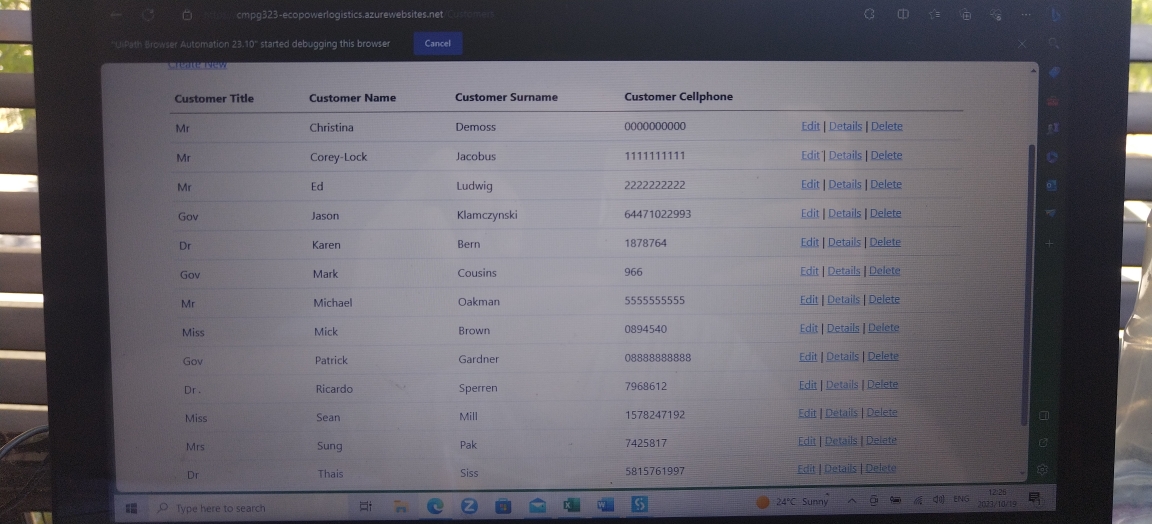 cmpg323-ecopowerlogistics.azurewebsites.net/Customers
"UiPath Browser Automation 23.10" started debugging this browser Cancel
Create New
Customer Title Customer Name Customer Surname Customer Cellphone
Mr Christina Demoss 0000000000 Edit | Details | Delete
Mr Corey-Lock Jacobus 1111111111 Edit | Details | Delete
Mr Ed Ludwig 2222222222 Edit | Details | Delete
Gov Jason Klamczynski 64471022993 Edit | Details | Delete
Dr Karen Bern 1878764 Edit | Details | Delete
Gov Mark Cousins 966 Edit | Details | Delete
Mr Michael Oakman 5555555555 Edit | Details | Delete
Miss Mick Brown 0894540 Edit | Details | Delete
Gov Patrick Gardner 08888888888 Edit | Details | Delete
Dr. Ricardo Sperren 7968612 Edit | Details | Delete
Miss Sean Mill 1578247192 Edit | Details | Delete
Mrs Sung Pak 7425817 Edit | Details | Delete
Dr Thais Siss 5815761997 Edit | Details | Delete
Type here to search 24°C Sunny ENG 12:26
2023/10/19